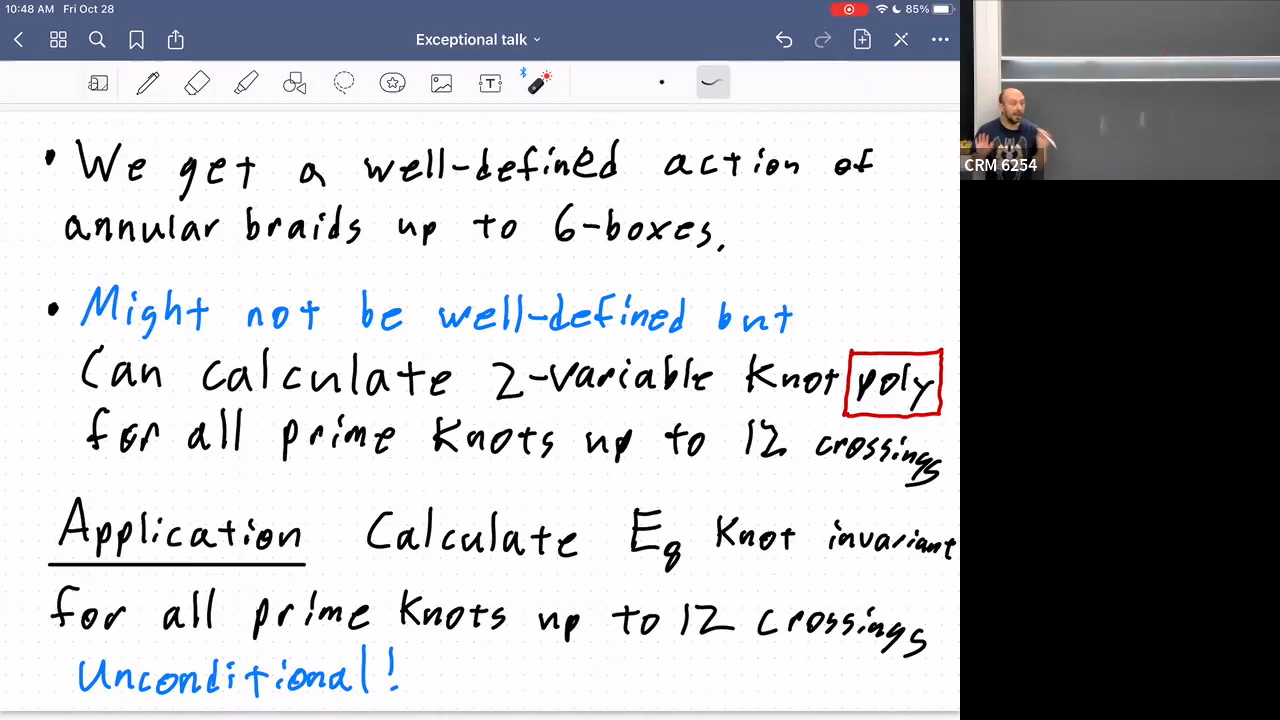 10:48 AM Fri Oct 28
85%
Exceptional talk
• We get a well-defined action of
annular braids up to 6-boxes.
• Might not be well-defined but
Can calculate 2-variable knot poly
for all prime knots up to 12 crossings
Application Calculate Eq knot invariant
for all prime knots up to 12 crossings
Unconditional!
CRM 6254